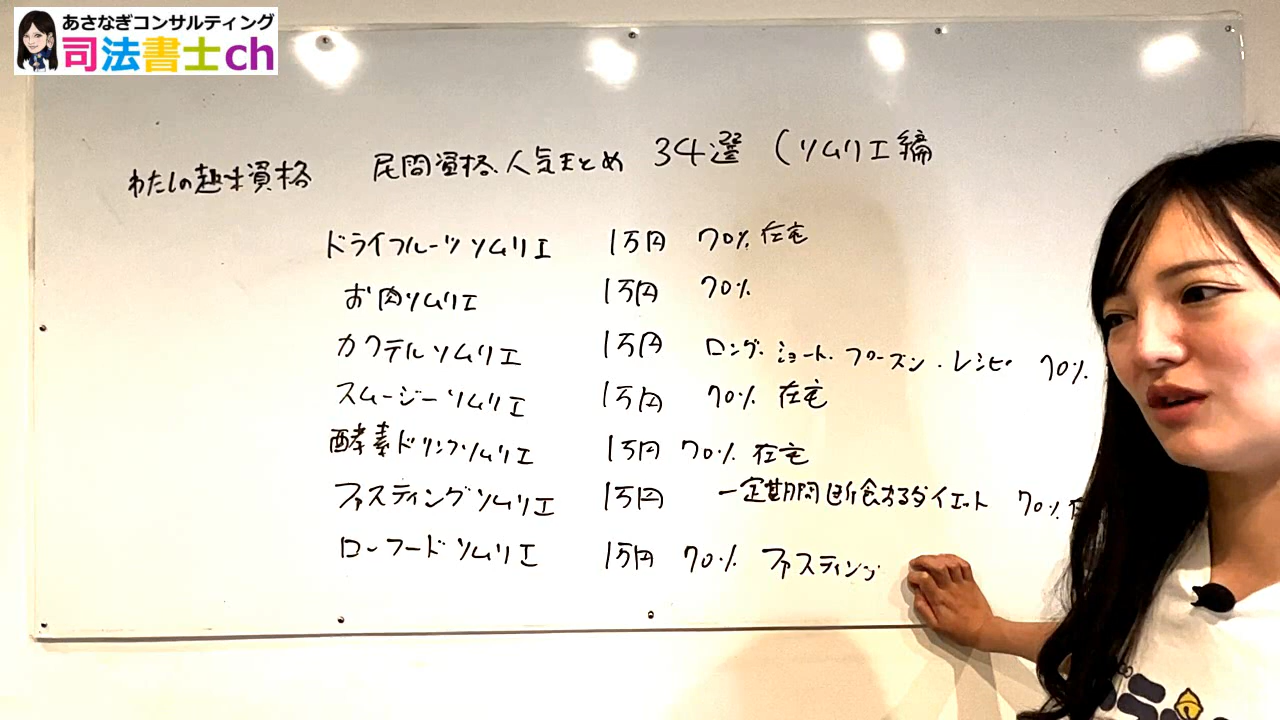 あさなぎコンサルティング
司法書士ch
わたしの趣味資格 民間資格.人気まとめ 34選 (ソムリエ編
ドライフルーツソムリエ 1万円 70% 在宅
お肉ソムリエ 1万円 70%
カクテルソムリエ 1万円 ロング.ショート.フローズン.レシピ 70%
スムージーソムリエ 1万円 70% 在宅
酵素ドリンクソムリエ 1万円 70% 在宅
ファスティングソムリエ 1万円 一定期間断食するダイエット 70%
ローフードソムリエ 1万円 70% ファスティング